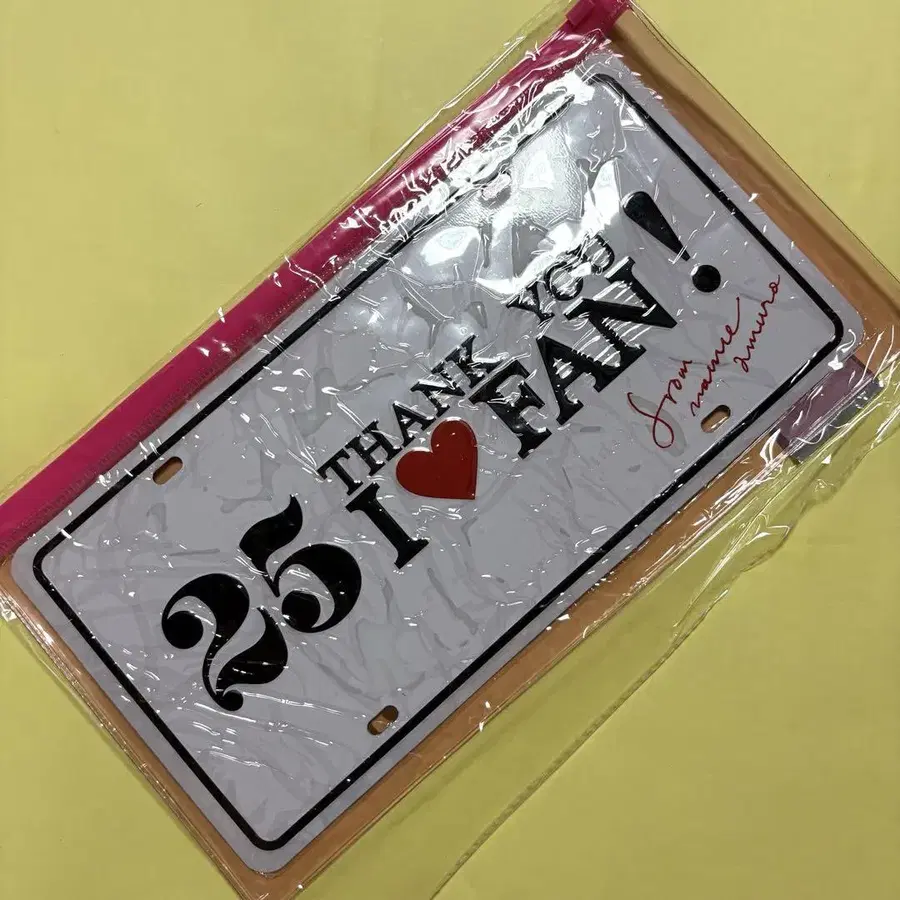 25
THANK YOU
I ❤ FAN!
from
namie
amuro